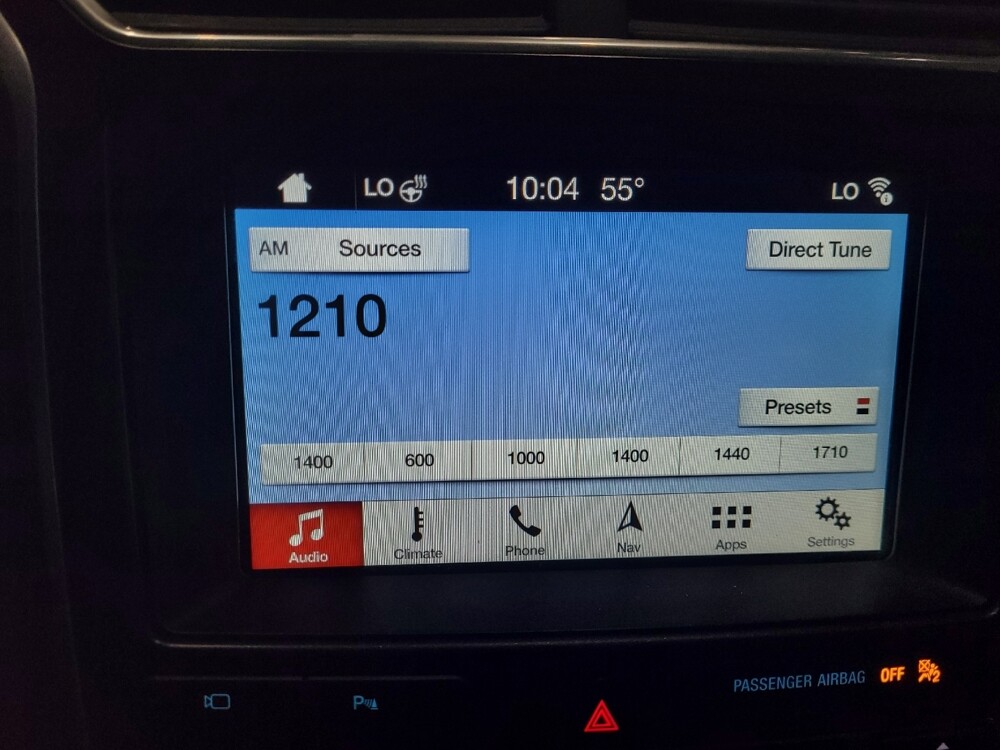 LO 10:04 55° LO
AM Sources Direct Tune
1210
Presets
1400 600 1000 1400 1440 1710
Audio Climate Phone Nav Apps Settings
PASSENGER AIRBAG OFF 2
P